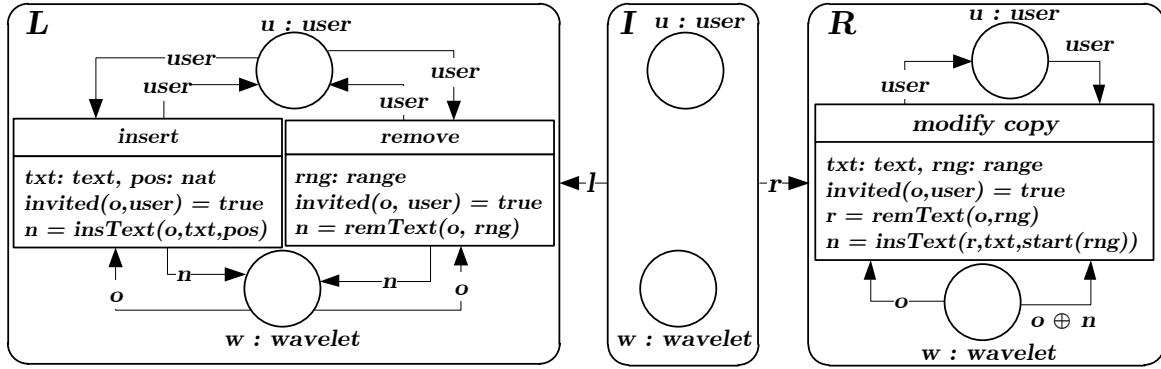 L
u : user
user
user
user
user
insert
txt: text, pos: nat
invited(o,user) = true
n = insText(o,txt,pos)
remove
rng: range
invited(o, user) = true
n = remText(o, rng)
n
n
o
o
w : wavelet
l
I
u : user
w : wavelet
r
R
u : user
user
user
modify copy
txt: text, rng: range
invited(o,user) = true
r = remText(o,rng)
n = insText(r,txt,start(rng))
o
o ⊕ n
w : wavelet